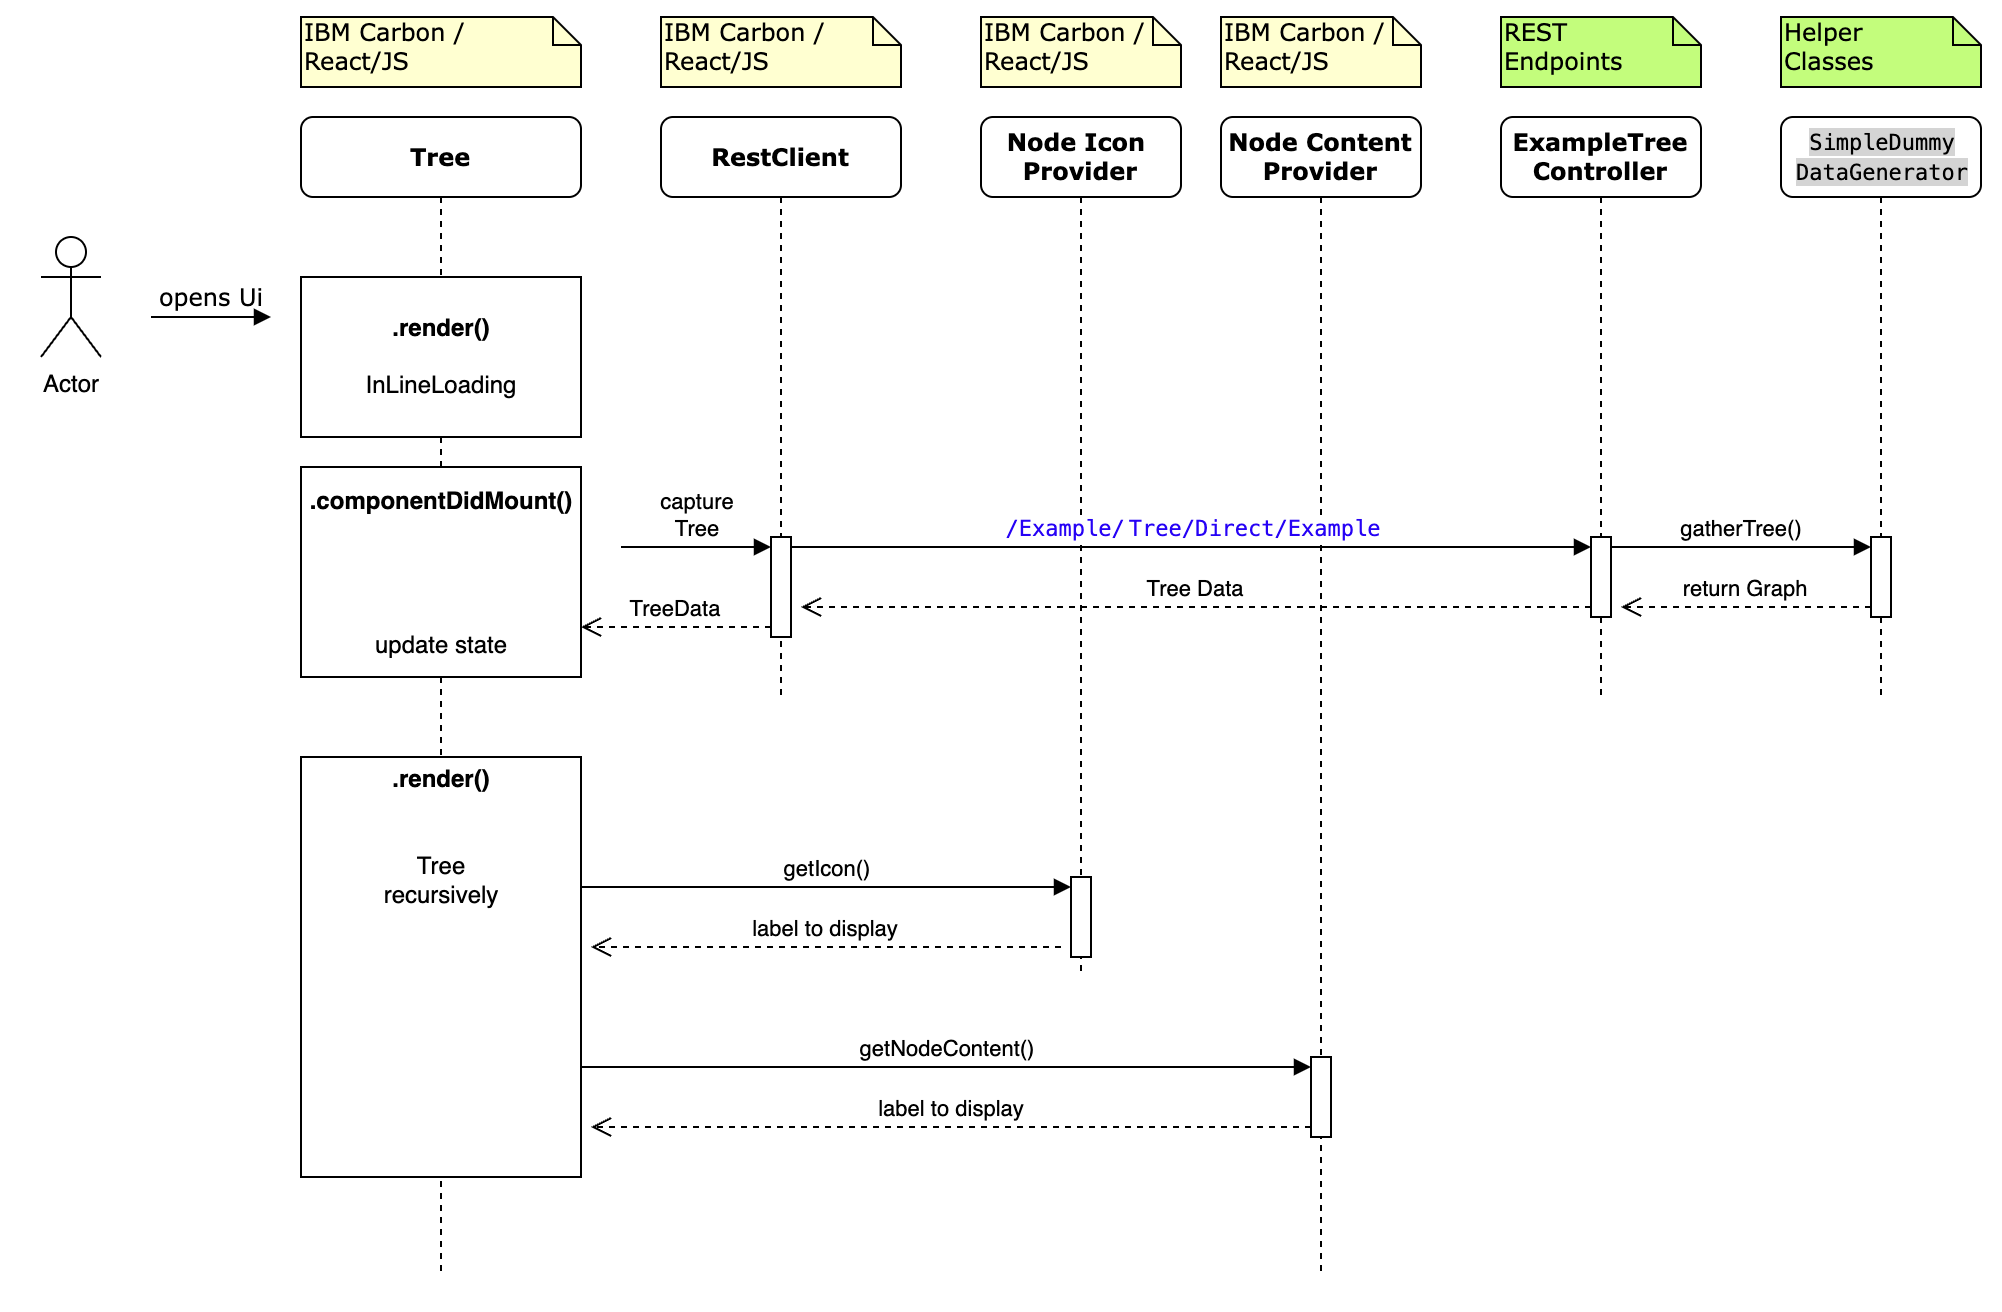 IBM Carbon /
React/JS
IBM Carbon /
React/JS
IBM Carbon /
React/JS
IBM Carbon /
React/JS
REST
Endpoints
Helper
Classes
Tree
RestClient
Node Icon
Provider
Node Content
Provider
ExampleTree
Controller
SimpleDummy
DataGenerator
opens Ui
Actor
.render()
InLineLoading
.componentDidMount()
update state
capture
Tree
/Example/Tree/Direct/Example
gatherTree()
return Graph
Tree Data
TreeData
.render()
Tree
recursively
getIcon()
label to display
getNodeContent()
label to display